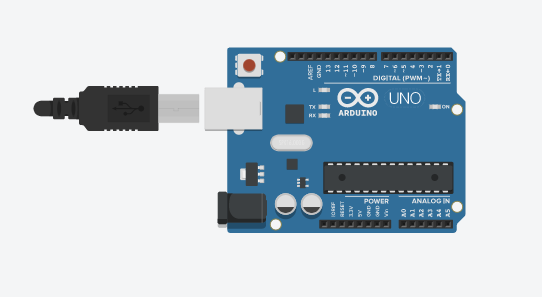 AREF
GND
13
12
~11
~10
~9
8
7
~6
~5
4
~3
2
TX→1
RX←0
DIGITAL (PWM~)
L
TX
RX
UNO
ARDUINO
ON
POWER
ANALOG IN
IOREF
RESET
3.3V
5V
GND
GND
Vin
A0
A1
A2
A3
A4
A5